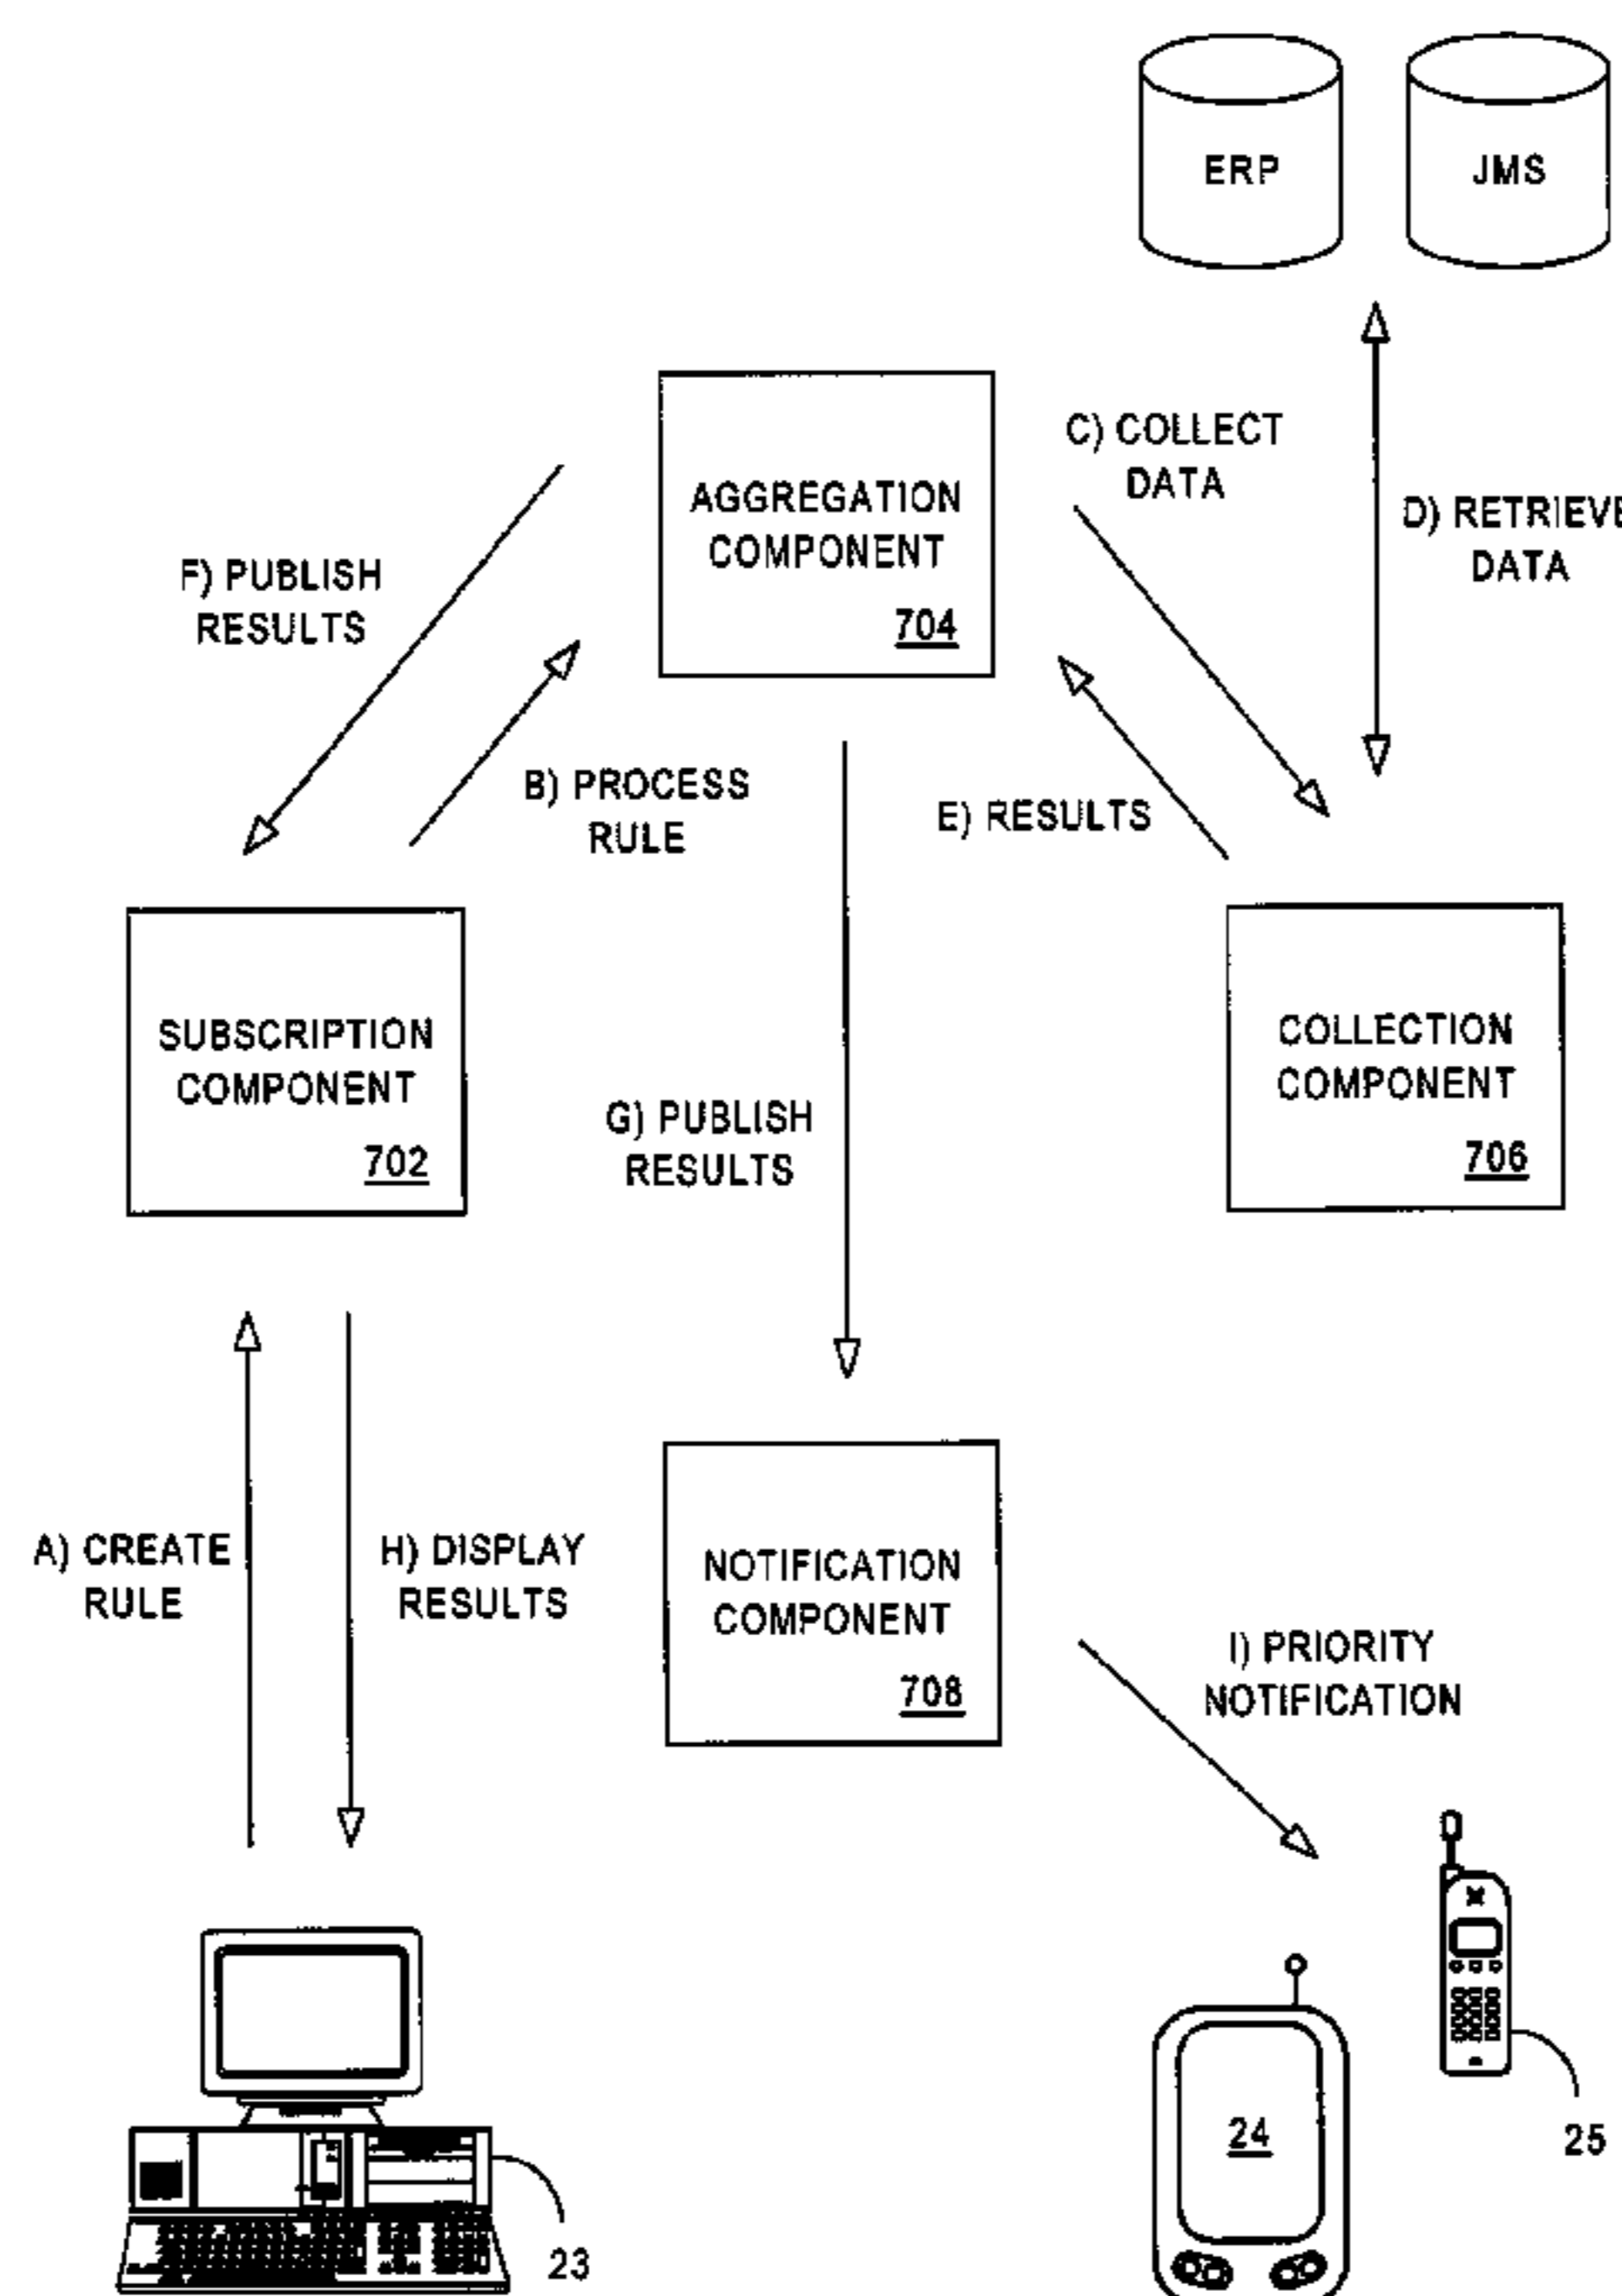 ERP
JMS
C) COLLECT
DATA
D) RETRIEVE
DATA
AGGREGATION
COMPONENT
704
F) PUBLISH
RESULTS
B) PROCESS
RULE
E) RESULTS
SUBSCRIPTION
COMPONENT
702
COLLECTION
COMPONENT
706
G) PUBLISH
RESULTS
A) CREATE
RULE
H) DISPLAY
RESULTS
NOTIFICATION
COMPONENT
708
I) PRIORITY
NOTIFICATION
23
24
25